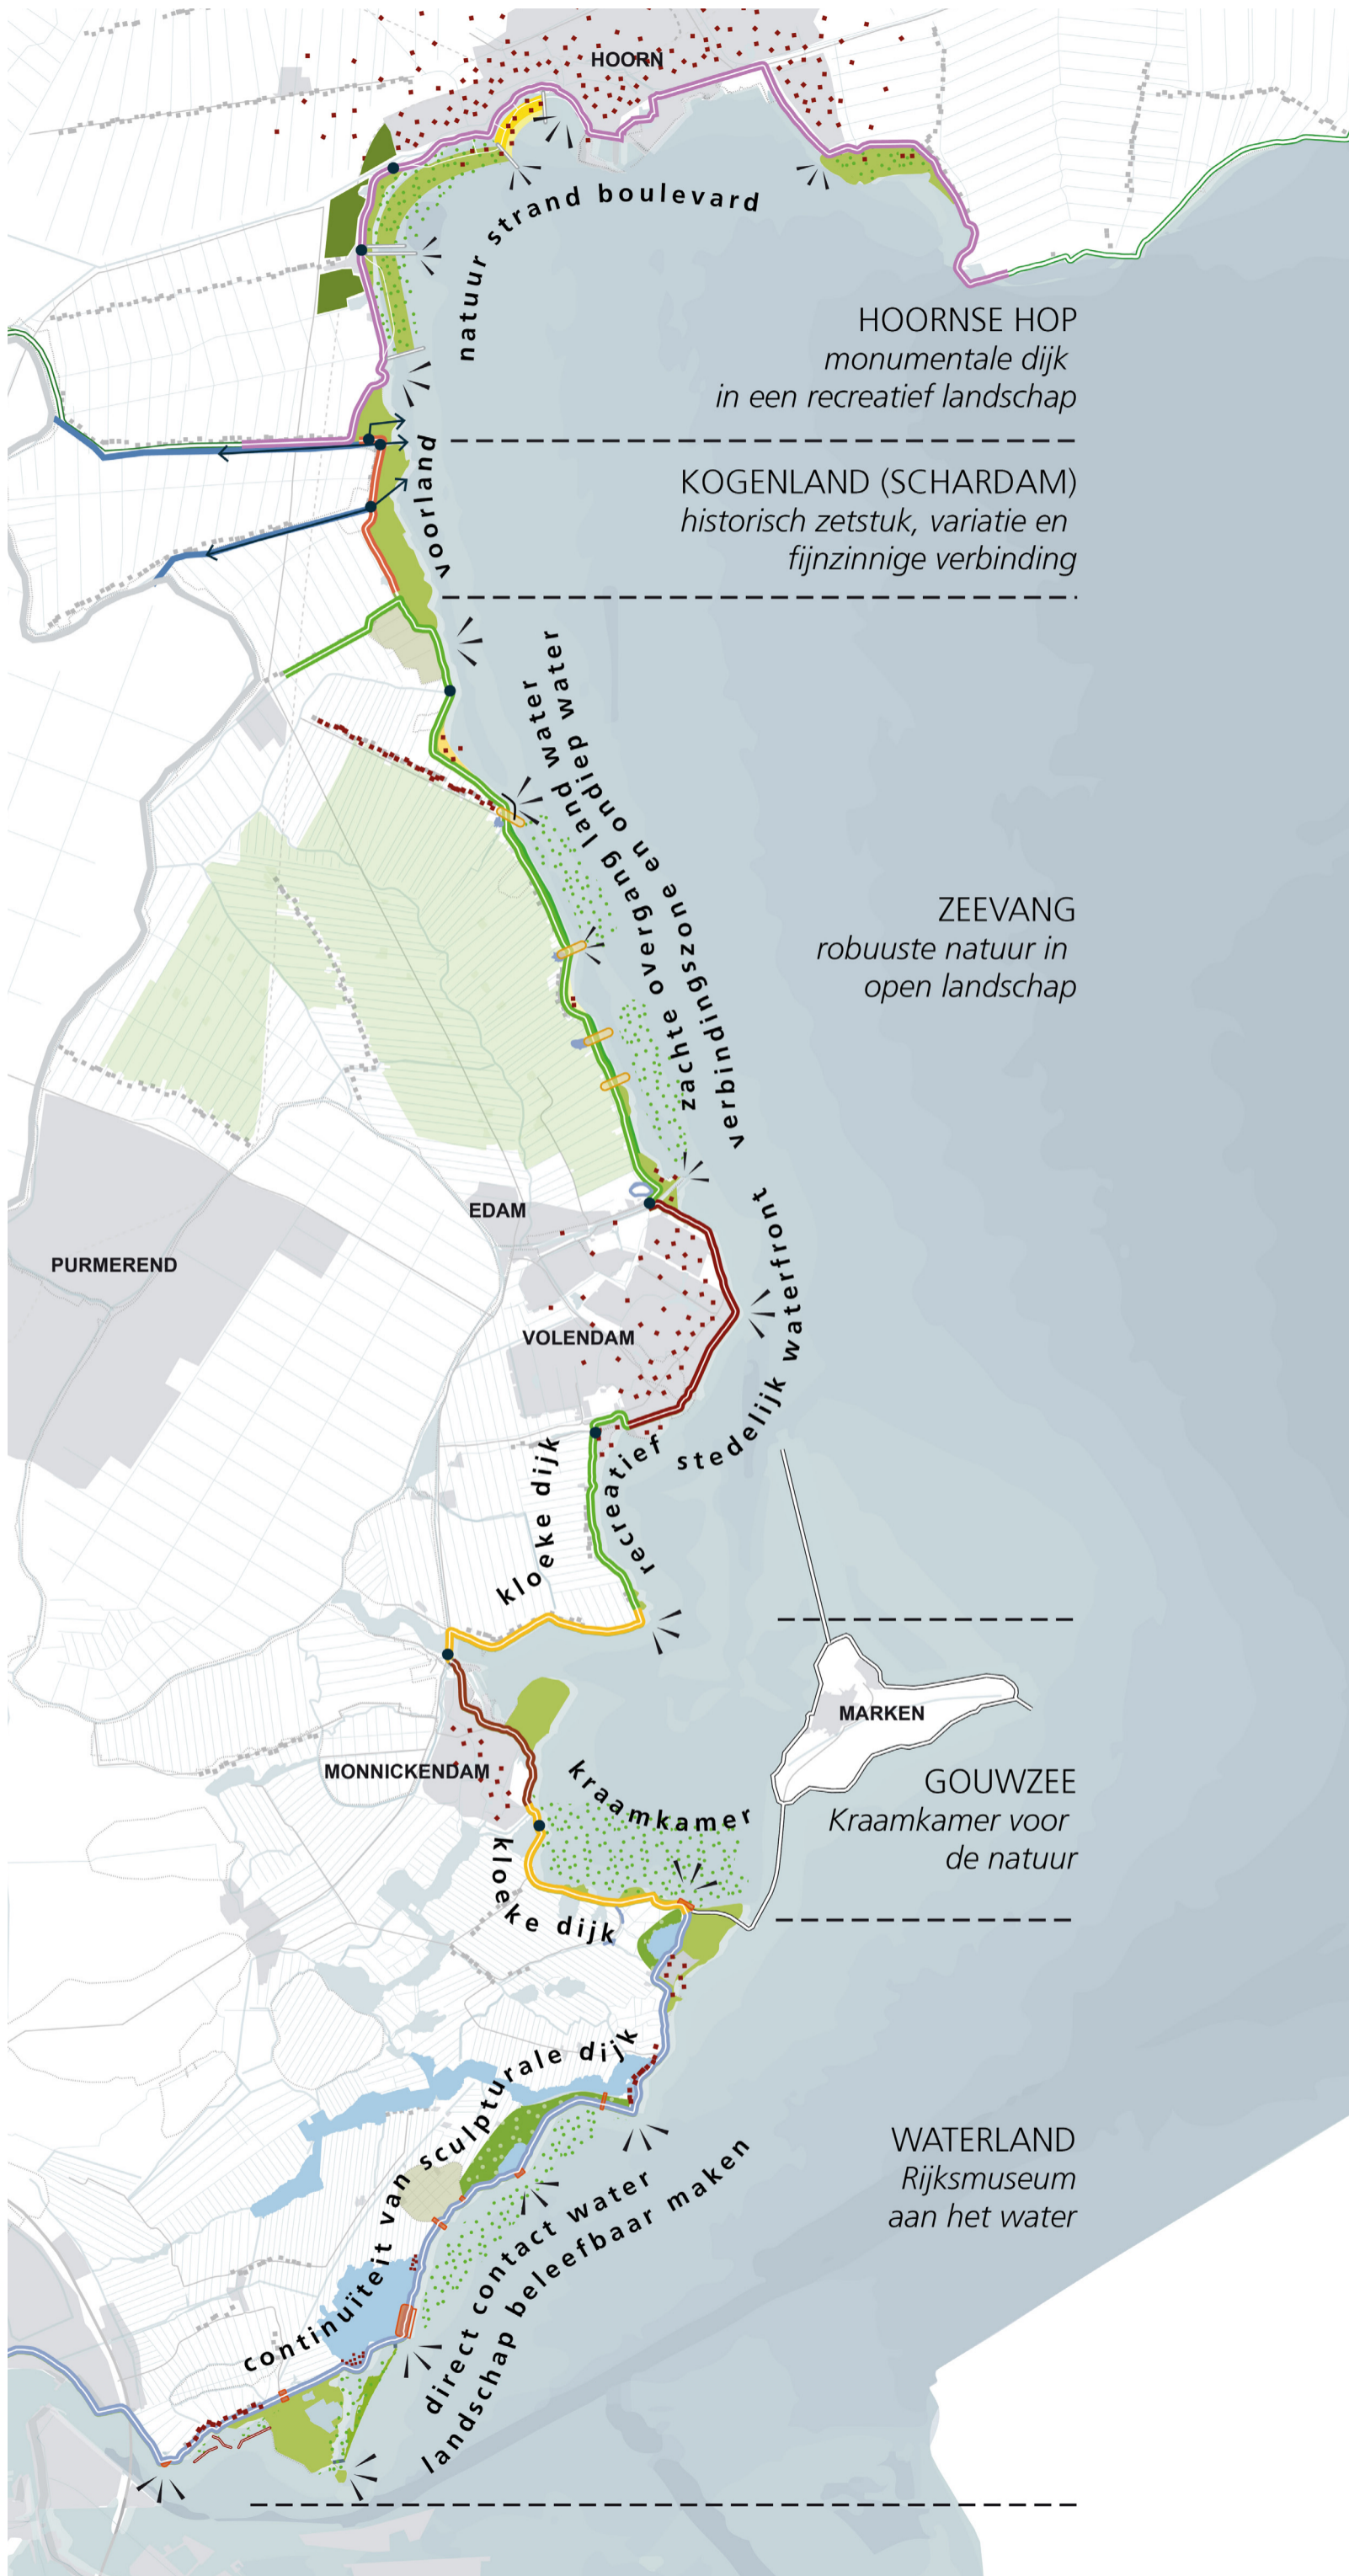 HOORN
natuur strand boulevard
HOORNSE HOP
monumentale dijk
in een recreatief landschap
voorland
KOGENLAND (SCHARDAM)
historisch zetstuk, variatie en
fijnzinnige verbinding
zachte overgang land water
verbindingszone en ondiep water
land water
ZEEVANG
robuuste natuur in
open landschap
EDAM
PURMEREND
VOLENDAM
stedelijk waterfront
recreatief
kloeke dijk
MARKEN
MONNICKENDAM
GOUWZEE
Kraamkamer voor
de natuur
kraamkamer
kloeke dijk
continuïteit van sculpturale dijk
WATERLAND
Rijksmuseum
aan het water
direct contact water
landschap beleefbaar maken